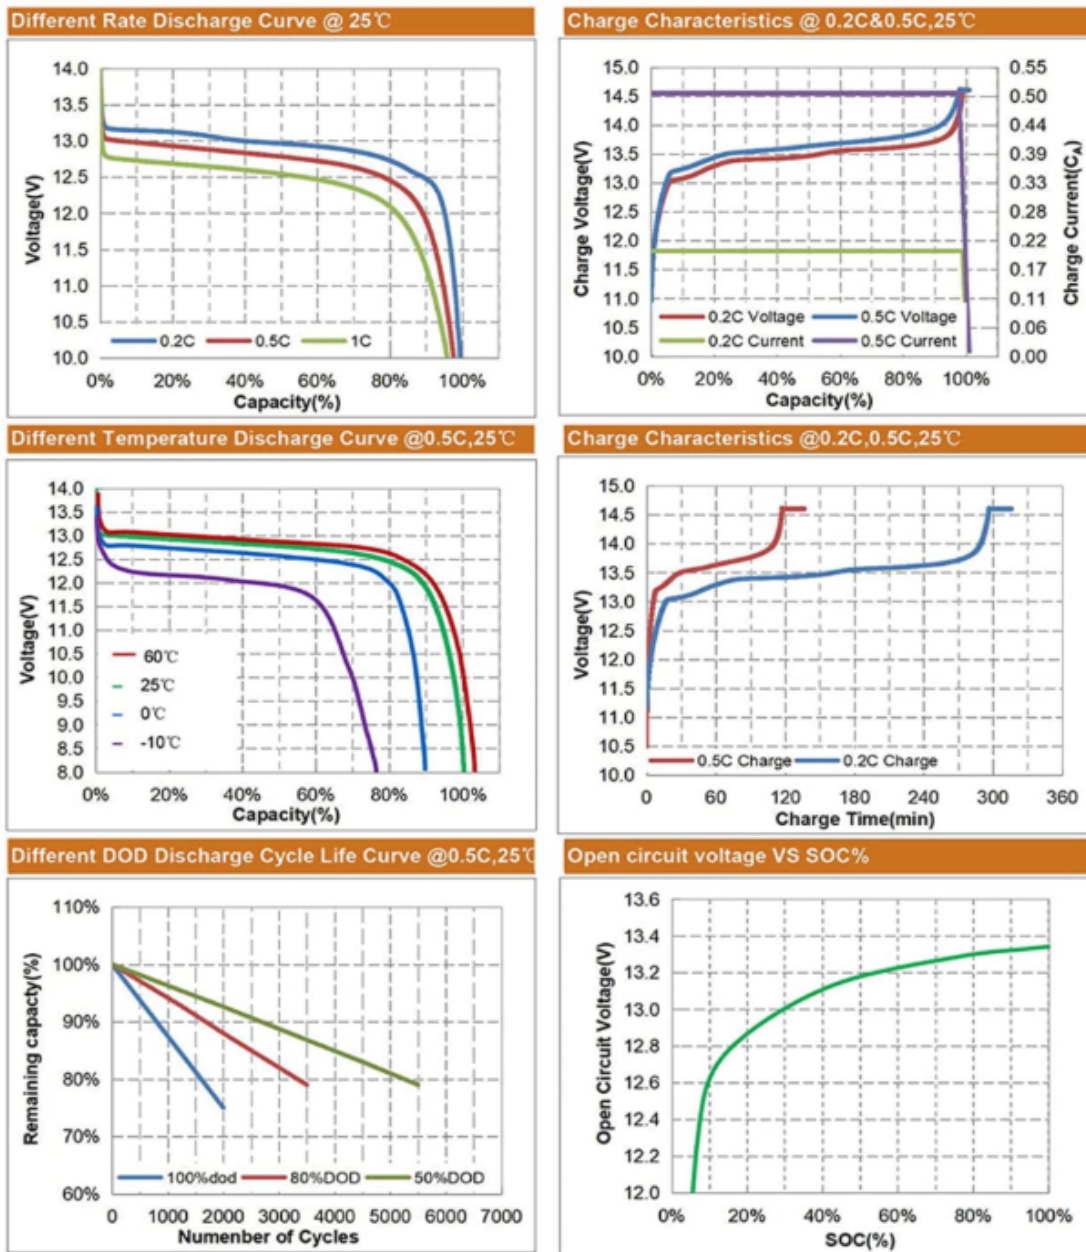 Different Rate Discharge Curve @ 25℃
14.0
13.5
13.0
12.5
12.0
11.5
11.0
10.5
10.0
Voltage(V)
0.2C 0.5C 1C
0% 20% 40% 60% 80% 100%
Capacity(%)
Charge Characteristics @ 0.2C&0.5C,25℃
15.0
14.5
14.0
13.5
13.0
12.5
12.0
11.5
11.0
10.5
10.0
Charge Voltage(V)
0.55
0.50
0.44
0.39
0.33
0.28
0.22
0.17
0.11
0.06
0.00
Charge Current(CA)
0.2C Voltage 0.5C Voltage
0.2C Current 0.5C Current
0% 20% 40% 60% 80% 100%
Capacity(%)
Different Temperature Discharge Curve @0.5C,25℃
14.0
13.5
13.0
12.5
12.0
11.5
11.0
10.5
10.0
9.5
9.0
8.5
8.0
Voltage(V)
60℃
25℃
0℃
-10℃
0% 20% 40% 60% 80% 100%
Capacity(%)
Charge Characteristics @0.2C,0.5C,25℃
15.0
14.5
14.0
13.5
13.0
12.5
12.0
11.5
11.0
10.5
10.0
Voltage(V)
0.5C Charge 0.2C Charge
0 60 120 180 240 300 360
Charge Time(min)
Different DOD Discharge Cycle Life Curve @0.5C,25℃
110%
100%
90%
80%
70%
60%
Remaining capacty(%)
100%dod 80%DOD 50%DOD
0 1000 2000 3000 4000 5000 6000 7000
Numenber of Cycles
Open circuit voltage VS SOC%
13.6
13.4
13.2
13.0
12.8
12.6
12.4
12.2
12.0
Open Circuit Voltage(V)
0% 20% 40% 60% 80% 100%
SOC(%)